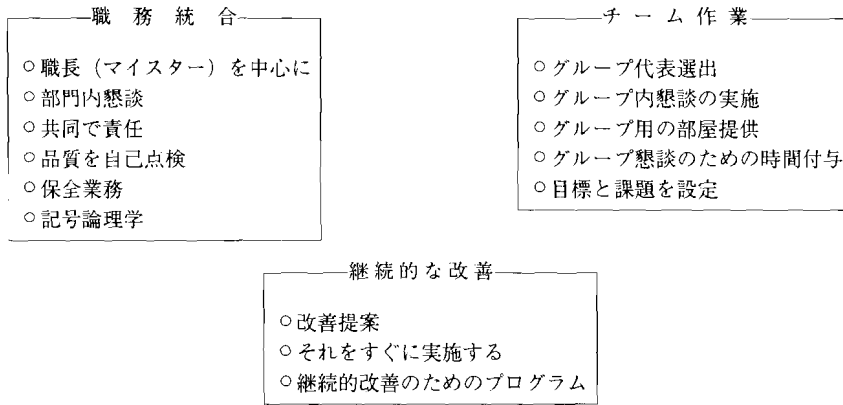 職務統合
○職長（マイスター）を中心に
○部門内懇談
○共同で責任
○品質を自己点検
○保全業務
○記号論理学
チーム作業
○グループ代表選出
○グループ内懇談の実施
○グループ用の部屋提供
○グループ懇談のための時間付与
○目標と課題を設定
継続的な改善
○改善提案
○それをすぐに実施する
○継続的改善のためのプログラム